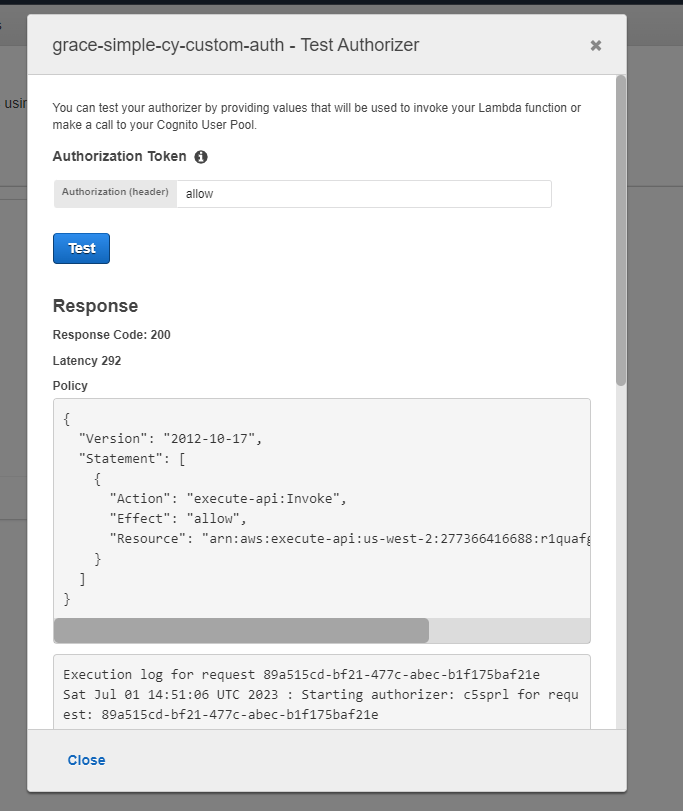 grace-simple-cy-custom-auth - Test Authorizer
usin
You can test your authorizer by providing values that will be used to invoke your Lambda function or
make a call to your Cognito User Pool.
Authorization Token
Authorization (header) allow
Test
Response
Response Code: 200
Latency 292
Policy
{
  "Version": "2012-10-17",
  "Statement": [
    {
      "Action": "execute-api:Invoke",
      "Effect": "allow",
      "Resource": "arn:aws:execute-api:us-west-2:277366416688:r1quafg
    }
  ]
}
Execution log for request 89a515cd-bf21-477c-abec-b1f175baf21e
Sat Jul 01 14:51:06 UTC 2023 : Starting authorizer: c5sprl for requ
est: 89a515cd-bf21-477c-abec-b1f175baf21e
Close